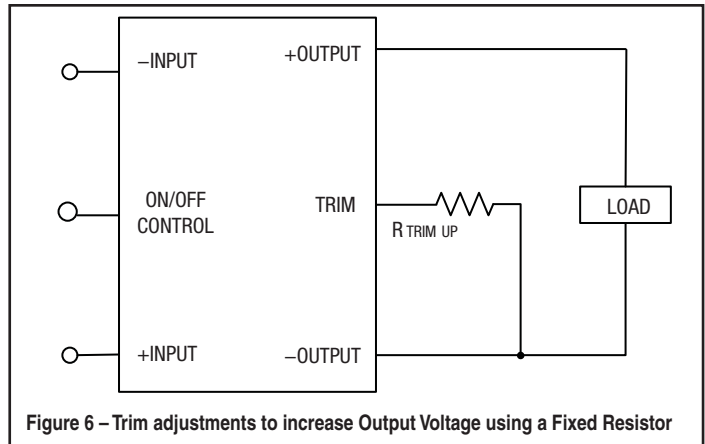 −INPUT
+OUTPUT
ON/OFF
CONTROL
TRIM
R TRIM UP
LOAD
+INPUT
−OUTPUT
Figure 6 – Trim adjustments to increase Output Voltage using a Fixed Resistor